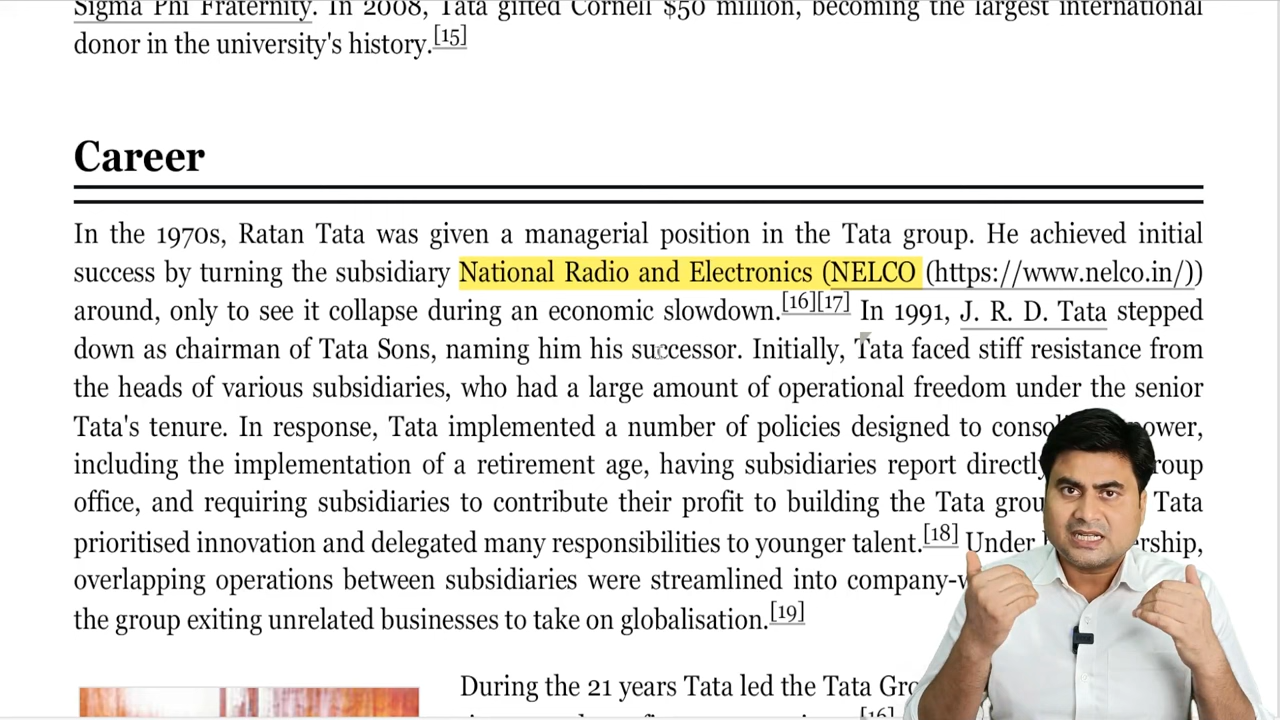 Sigma Phi Fraternity. In 2008, Tata gifted Cornell $50 million, becoming the largest international
donor in the university's history.[15]
Career
In the 1970s, Ratan Tata was given a managerial position in the Tata group. He achieved initial
success by turning the subsidiary National Radio and Electronics (NELCO (https://www.nelco.in/))
around, only to see it collapse during an economic slowdown.[16][17] In 1991, J. R. D. Tata stepped
down as chairman of Tata Sons, naming him his successor. Initially, Tata faced stiff resistance from
the heads of various subsidiaries, who had a large amount of operational freedom under the senior
Tata's tenure. In response, Tata implemented a number of policies designed to
including the implementation of a retirement age, having subsidiaries report directly
office, and requiring subsidiaries to contribute their profit to building the Tata Tata
prioritised innovation and delegated many responsibilities to younger talent.[18] Under
overlapping operations between subsidiaries were streamlined into
the group exiting unrelated businesses to take on globalisation.[19]
During the 21 years Tata led the Tata
[16]